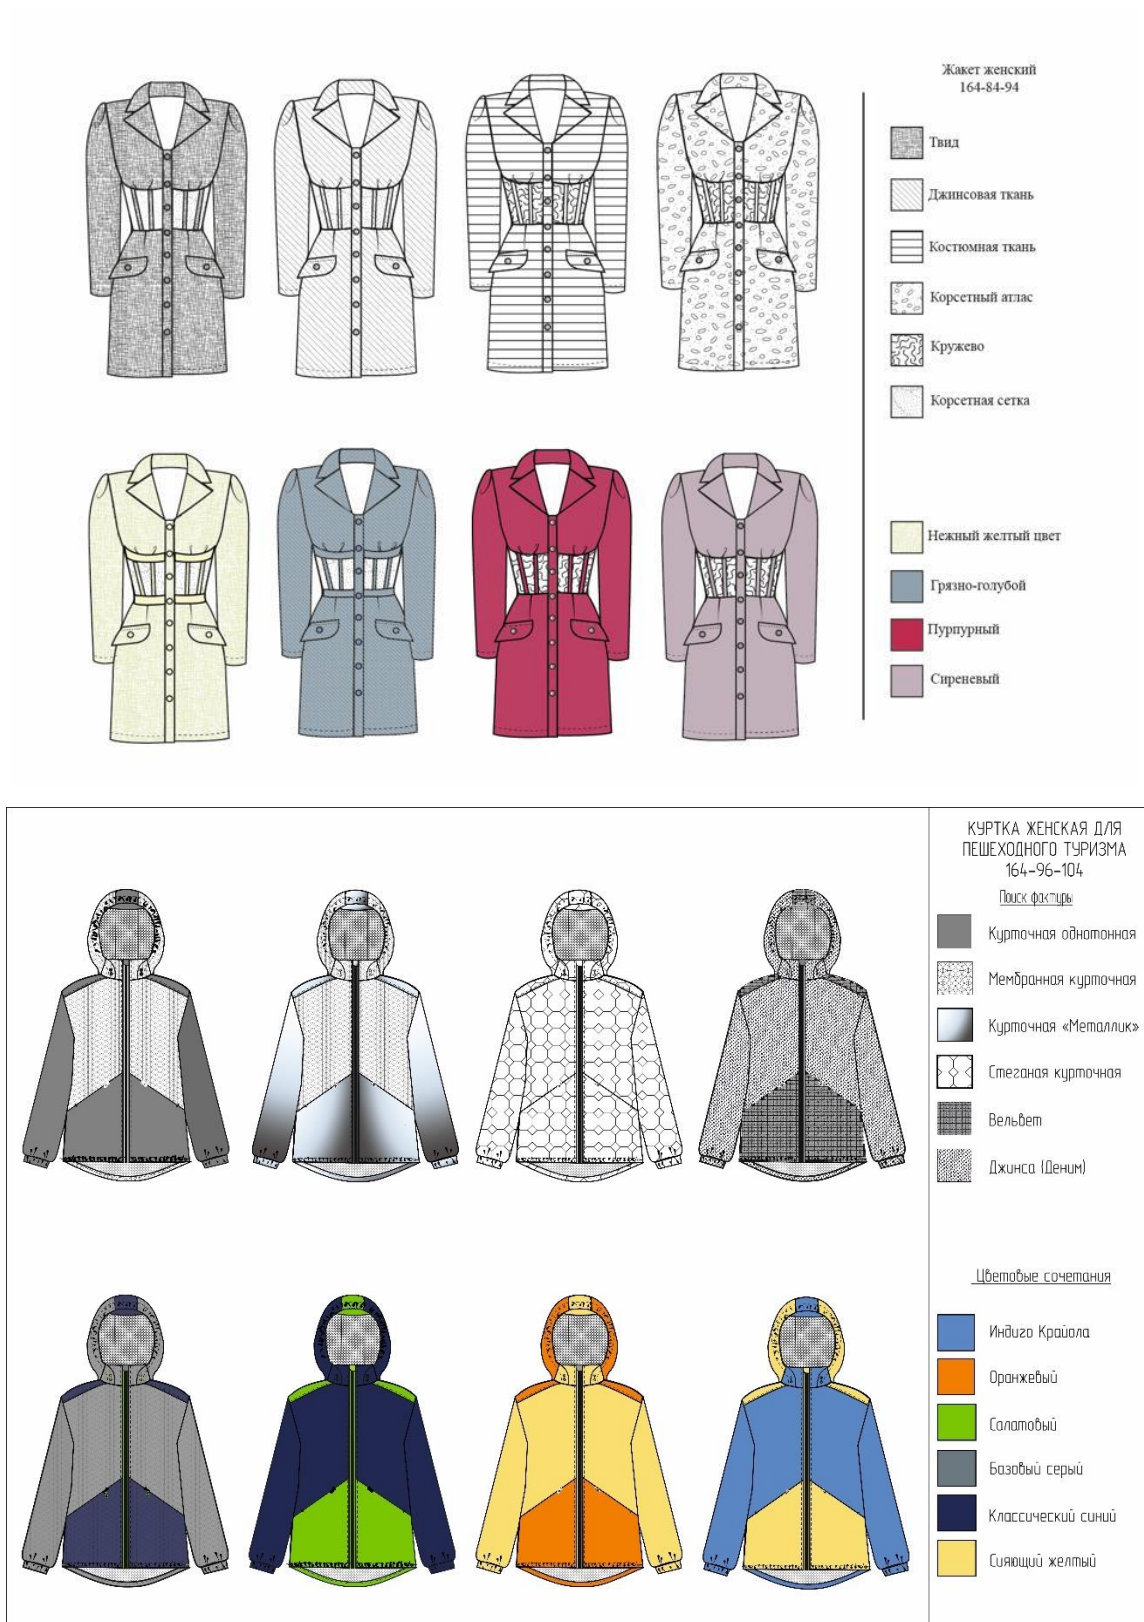 Жакет женский
164-84-94
Твид
Джинсовая ткань
Костюмная ткань
Корсетный атлас
Кружево
Корсетная сетка
Нежный желтый цвет
Грязно-голубой
Пурпурный
Сиреневый
КУРТКА ЖЕНСКАЯ ДЛЯ
ПЕШЕХОДНОГО ТУРИЗМА
164-96-104
Поиск фактуры
Курточная однотонная
Мембранная курточная
Курточная «Металлик»
Стеганая курточная
Вельвет
Джинса (Деним)
Цветовые сочетания
Индиго Крайола
Оранжевый
Салатовый
Базовый серый
Классический синий
Сияющий желтый